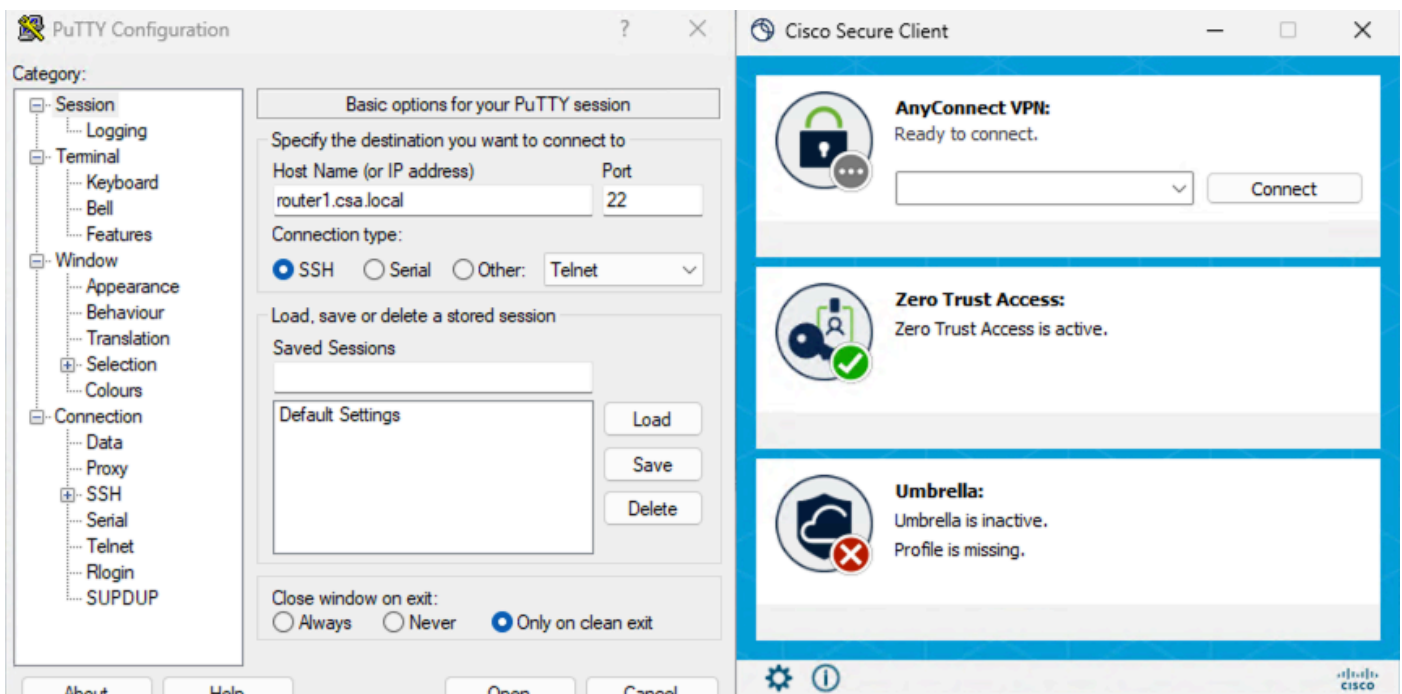 PuTTY Configuration
?
Category:
Session
Logging
Terminal
Keyboard
Bell
Features
Window
Appearance
Behaviour
Translation
Selection
Colours
Connection
Data
Proxy
SSH
Serial
Telnet
Rlogin
SUPDUP
Basic options for your PuTTY session
Specify the destination you want to connect to
Host Name (or IP address) Port
router1.csa.local 22
Connection type:
SSH Serial Other: Telnet
Load, save or delete a stored session
Saved Sessions
Default Settings
Load
Save
Delete
Close window on exit:
Always Never Only on clean exit
About Help Open Cancel
Cisco Secure Client
AnyConnect VPN:
Ready to connect.
Connect
Zero Trust Access:
Zero Trust Access is active.
Umbrella:
Umbrella is inactive.
Profile is missing.
CISCO